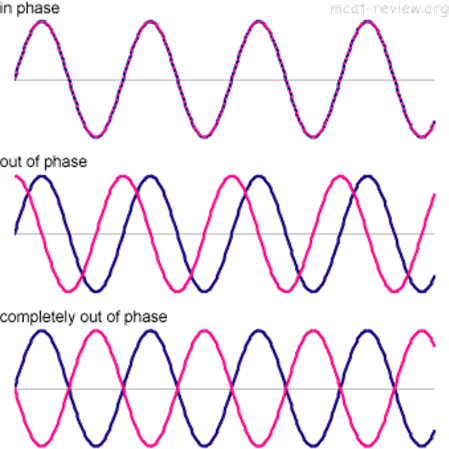 in phase
mcat-review.org
out of phase
completely out of phase